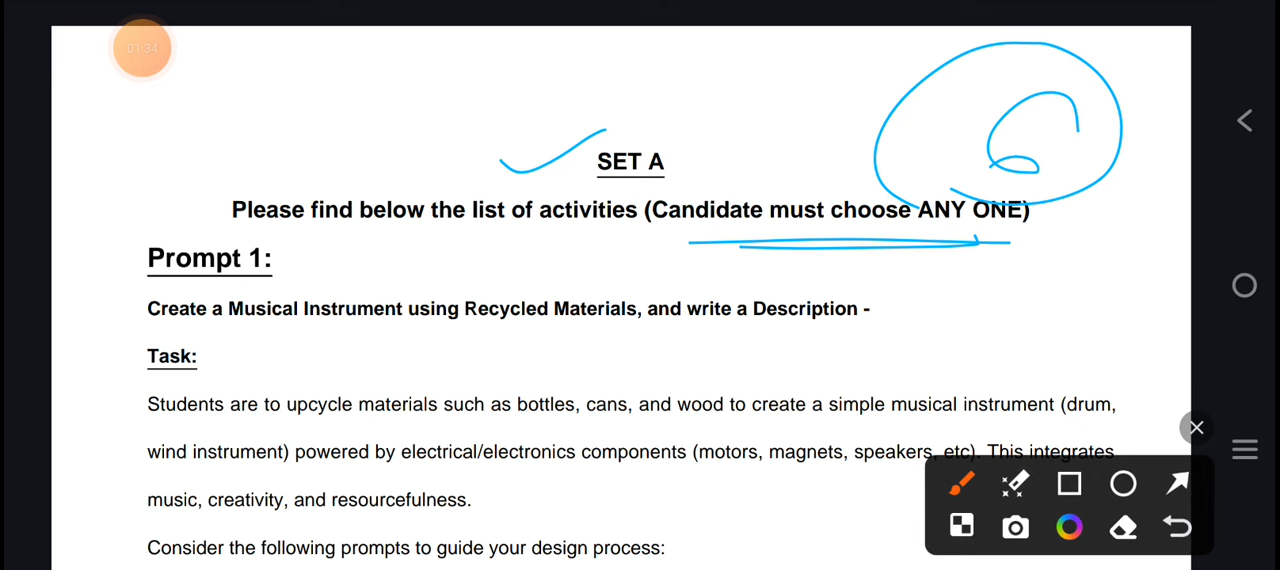 01:34
6
SET A
Please find below the list of activities (Candidate must choose ANY ONE)
Prompt 1:
Create a Musical Instrument using Recycled Materials, and write a Description -
Task:
Students are to upcycle materials such as bottles, cans, and wood to create a simple musical instrument (drum,
wind instrument) powered by electrical/electronics components (motors, magnets, speakers, etc). This integrates
music, creativity, and resourcefulness.
Consider the following prompts to guide your design process: